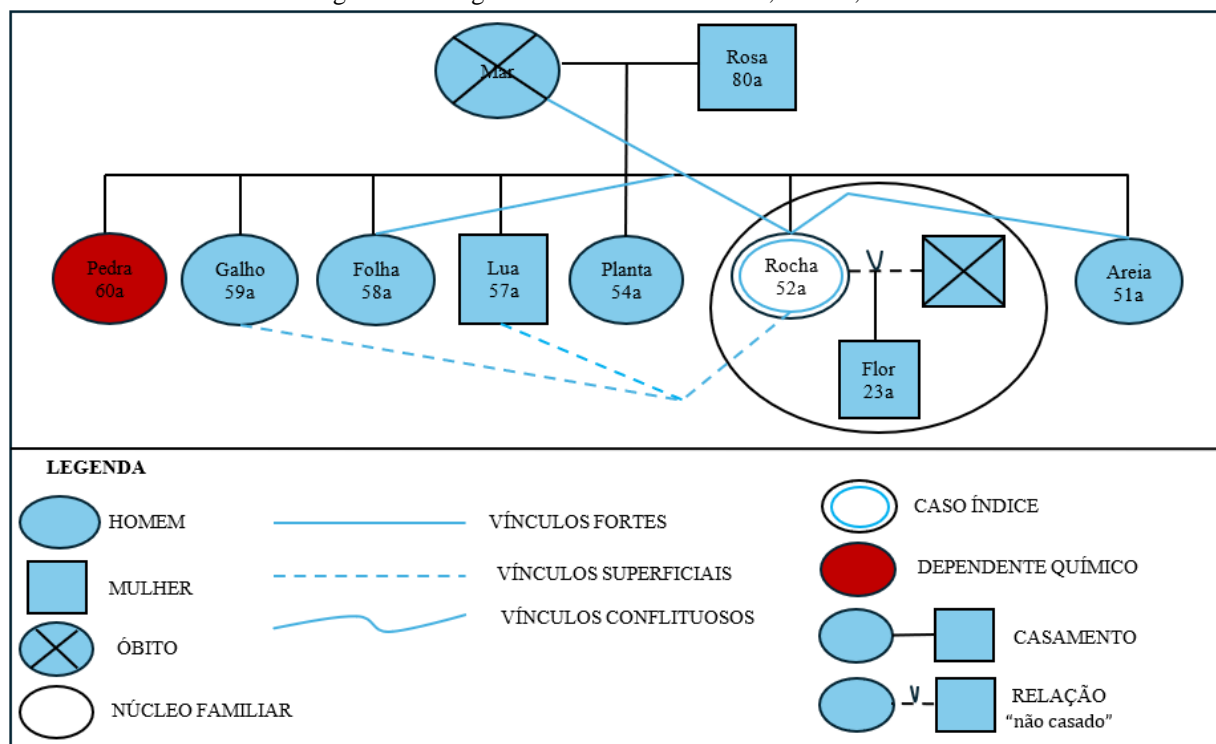 Mar
Rosa
80a
Pedra
60a
Galho
59a
Folha
58a
Lua
57a
Planta
54a
Rocha
52a
Areia
51a
Flor
23a
LEGENDA
HOMEM
MULHER
ÓBITO
NÚCLEO FAMILIAR
VÍNCULOS FORTES
VÍNCULOS SUPERFICIAIS
VÍNCULOS CONFLITUOSOS
CASO ÍNDICE
DEPENDENTE QUÍMICO
CASAMENTO
RELAÇÃO
“não casado”